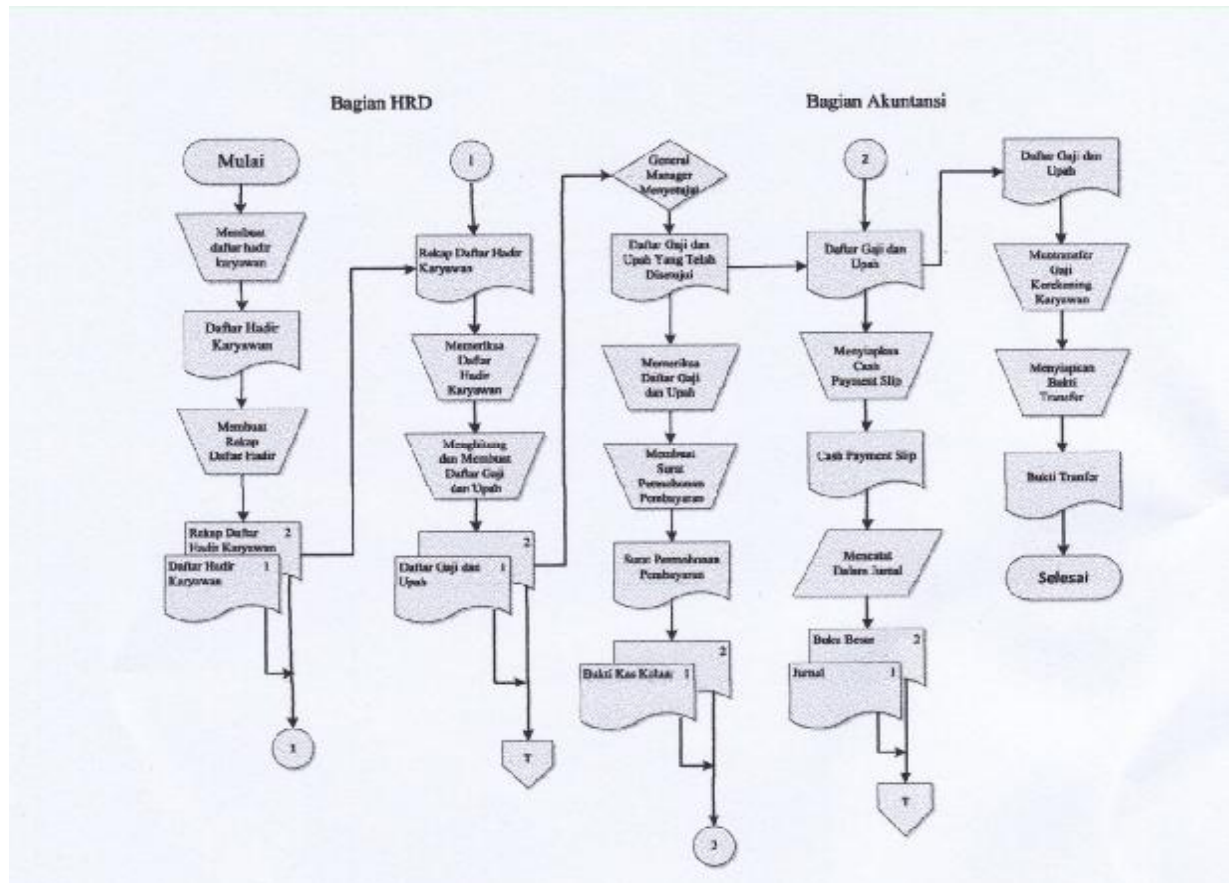 Bagian HRD
Bagian Akuntansi
Mulai
Membuat
daftar hadir
karyawan
Daftar Hadir
Karyawan
Membuat
Rekap
Daftar Hadir
Rekap Daftar
Hadir Karyawan
2
Daftar Hadir
Karyawan
1
1
1
Rekap Daftar Hadir
Karyawan
Memeriksa
Daftar
Hadir
Karyawan
Menghitung
dan Membuat
Daftar Gaji
dan Upah
2
Daftar Gaji dan
Upah
1
T
General
Manager
Menyetujui
Daftar Gaji dan
Upah Yang Telah
Disetujui
Memeriksa
Daftar Gaji
dan Upah
Membuat
Surat
Permohonan
Pembayaran
Surat Permohonan
Pembayaran
2
Bukti Kas Keluar
1
2
2
Daftar Gaji dan
Upah
Menyiapkan
Cash
Payment Slip
Cash Payment Slip
Mencatat
Dalam Jurnal
Buku Besar
2
Jurnal
1
T
Daftar Gaji dan
Upah
Mentransfer
Gaji
Kerekening
Karyawan
Menyiapkan
Bukti
Transfer
Bukti Tranfer
Selesai